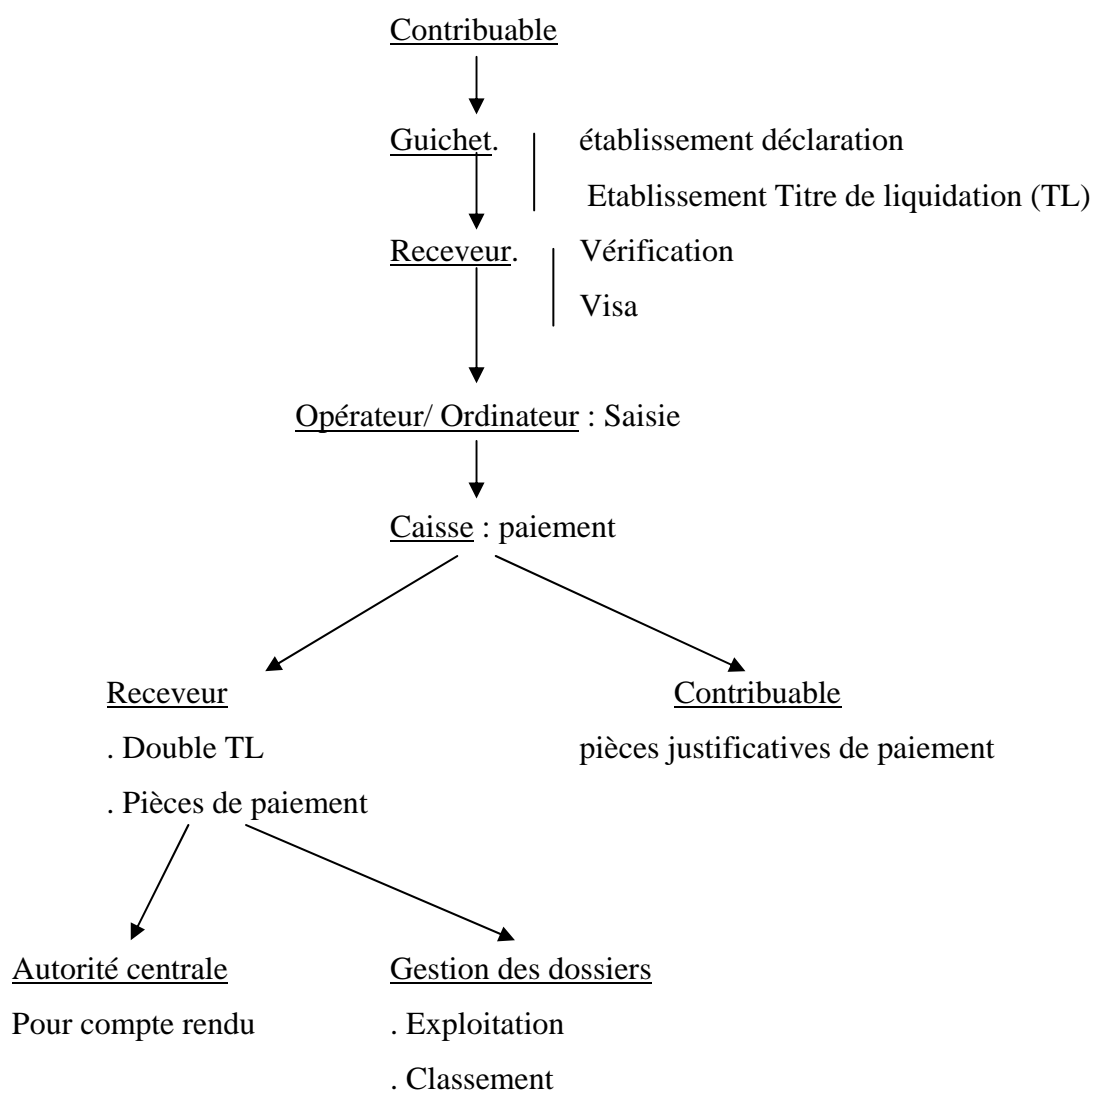 Contribuable
Guichet. établissement déclaration
Etablissement Titre de liquidation (TL)
Receveur. Vérification
Visa
Opérateur/ Ordinateur : Saisie
Caisse : paiement
Receveur Contribuable
. Double TL pièces justificatives de paiement
. Pièces de paiement
Autorité centrale Gestion des dossiers
Pour compte rendu . Exploitation
. Classement